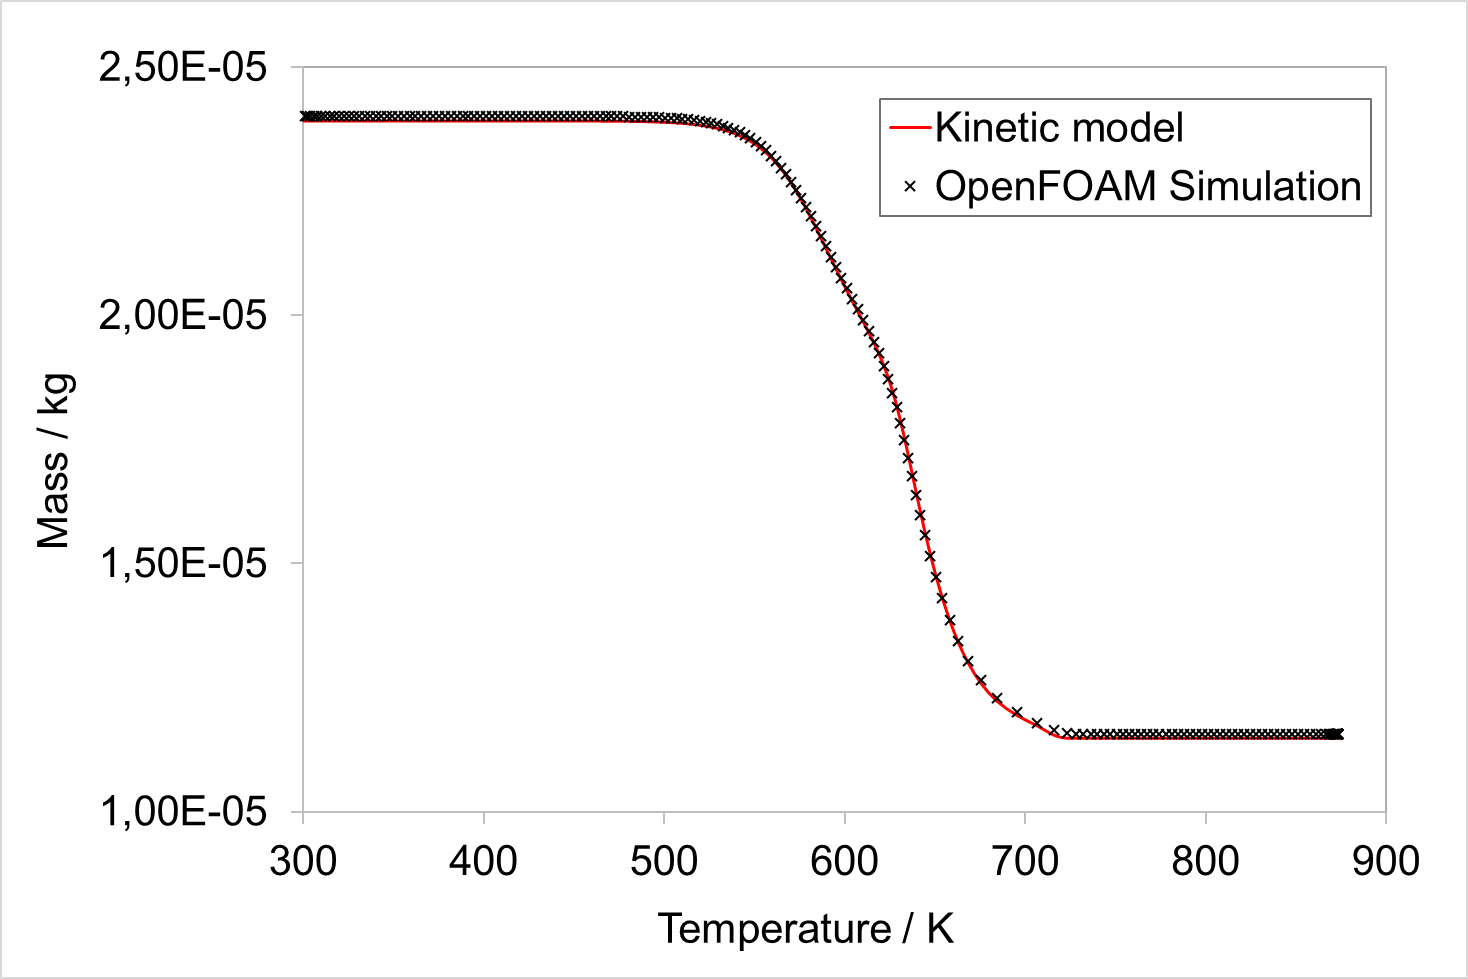 2,50E-05
2,00E-05
1,50E-05
1,00E-05
Mass / kg
Kinetic model
OpenFOAM Simulation
300 400 500 600 700 800 900
Temperature / K